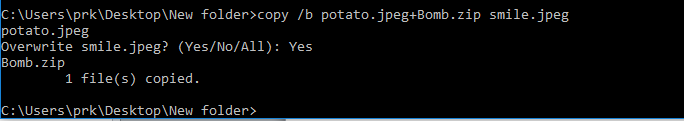 C:\Users\prk\Desktop\New folder>copy /b potato.jpeg+Bomb.zip smile.jpeg
potato.jpeg
Overwrite smile.jpeg? (Yes/No/All): Yes
Bomb.zip
        1 file(s) copied.
C:\Users\prk\Desktop\New folder>